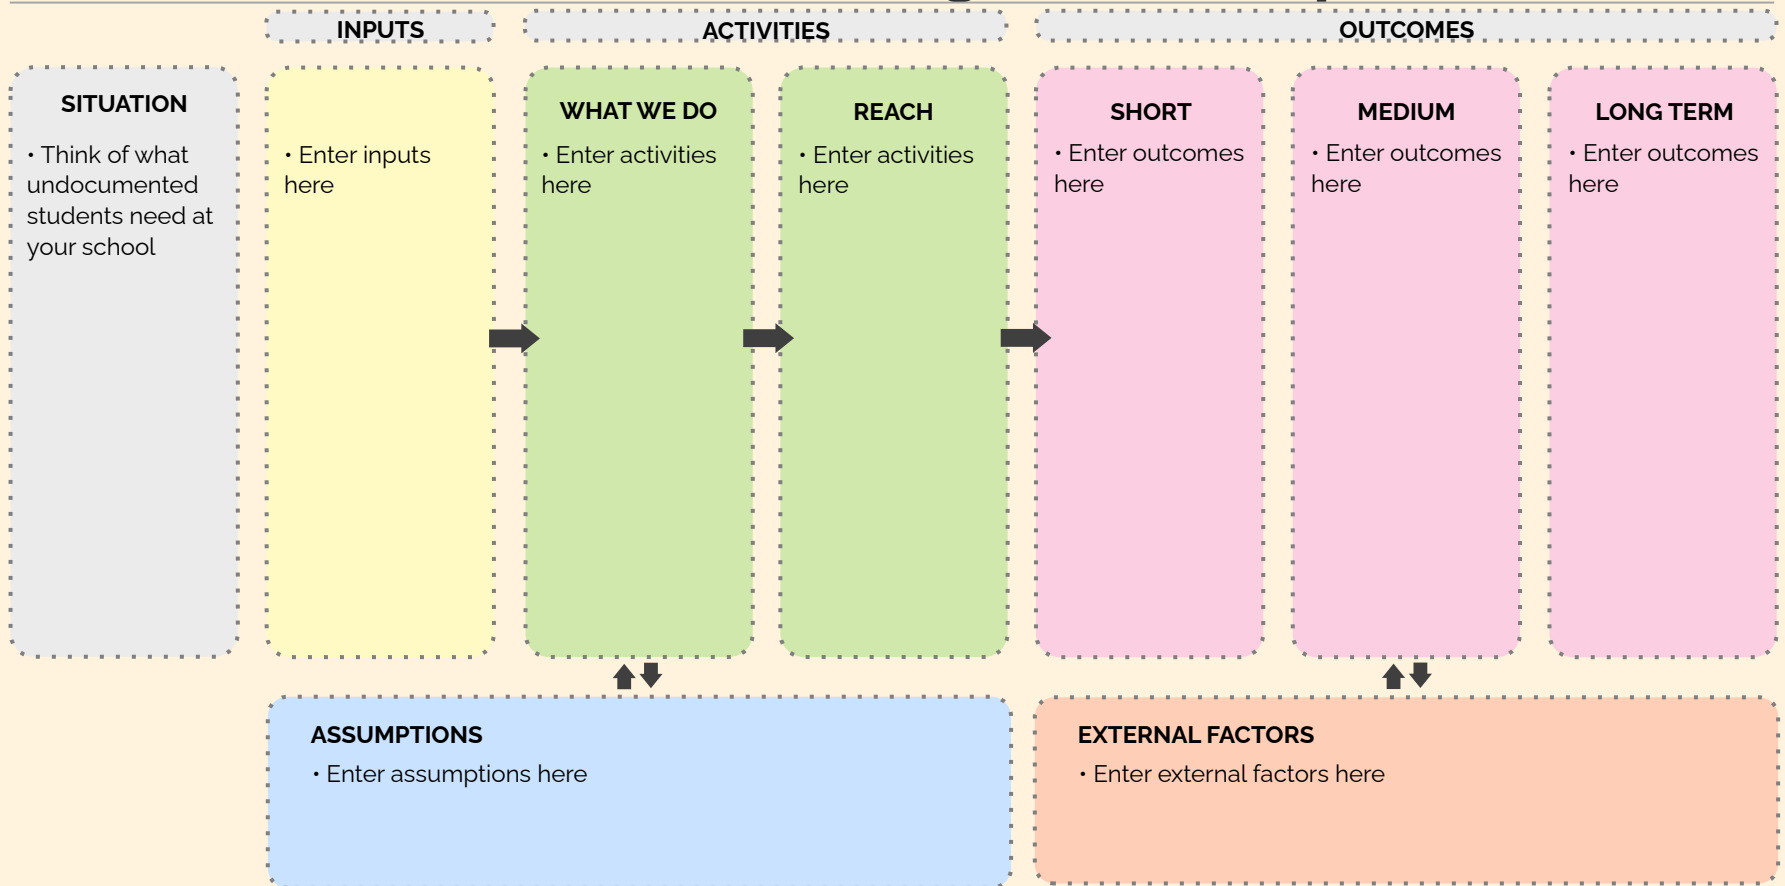 INPUTS
ACTIVITIES
OUTCOMES
SITUATION
• Think of what
undocumented
students need at
your school
• Enter inputs
here
WHAT WE DO
• Enter activities
here
REACH
• Enter activities
here
SHORT
• Enter outcomes
here
MEDIUM
• Enter outcomes
here
LONG TERM
• Enter outcomes
here
ASSUMPTIONS
• Enter assumptions here
EXTERNAL FACTORS
• Enter external factors here